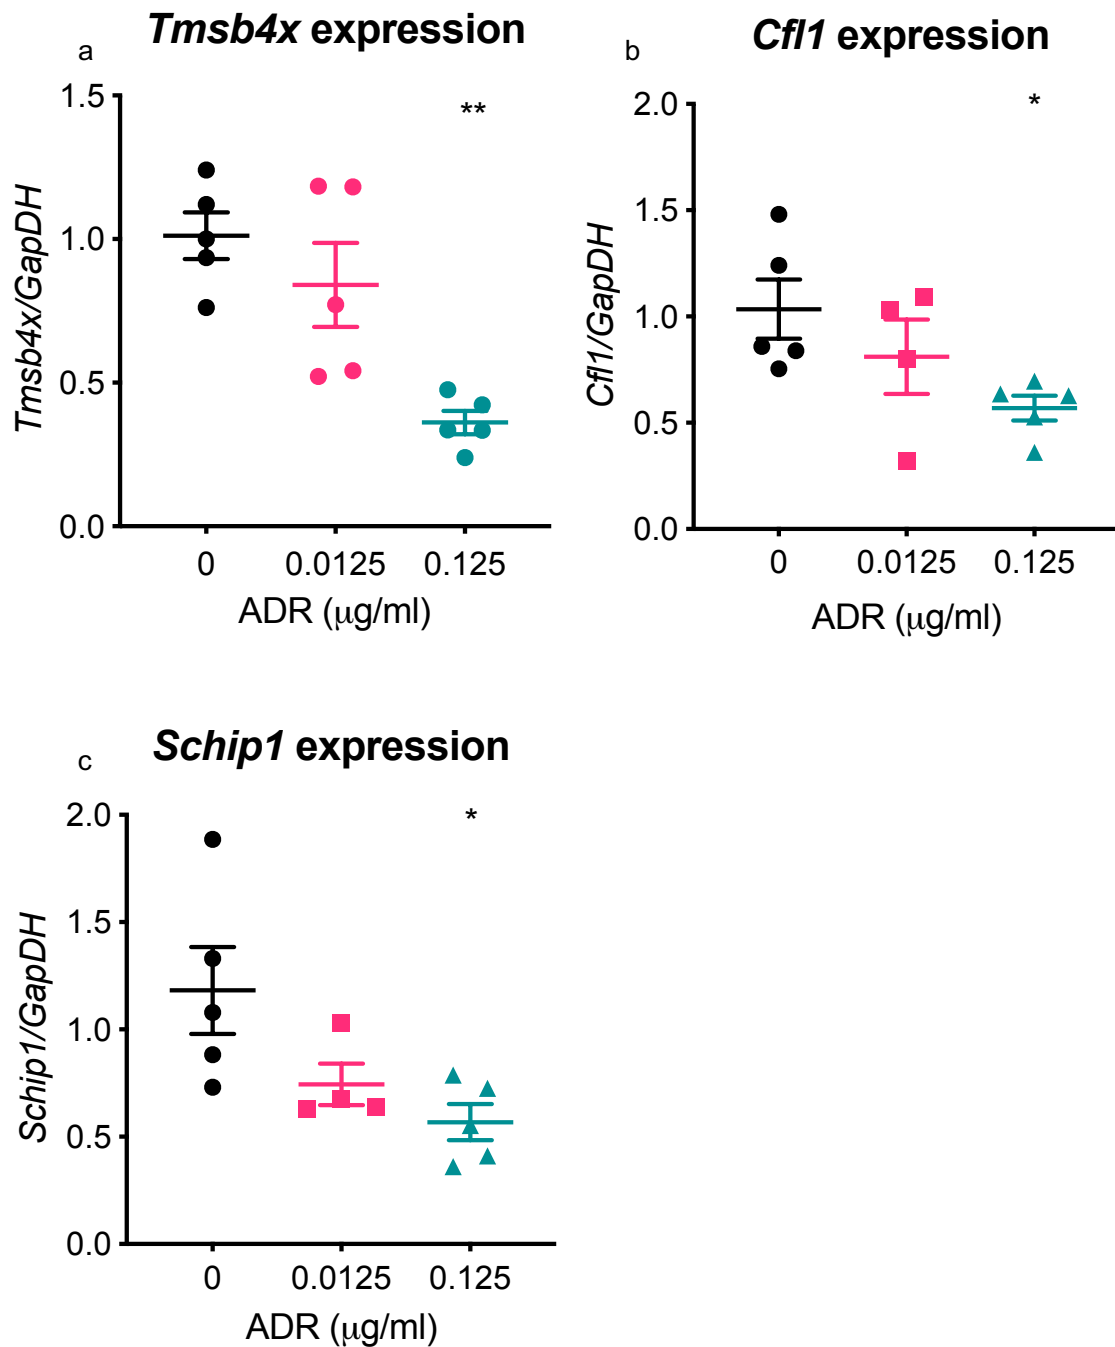 a
Tmsb4x expression
Tmsb4x/GapDH
1.5
1.0
0.5
0.0
**
0 0.0125 0.125
ADR (μg/ml)
b
Cfl1 expression
Cfl1/GapDH
2.0
1.5
1.0
0.5
0.0
*
0 0.0125 0.125
ADR (μg/ml)
c
Schip1 expression
Schip1/GapDH
2.0
1.5
1.0
0.5
0.0
*
0 0.0125 0.125
ADR (μg/ml)